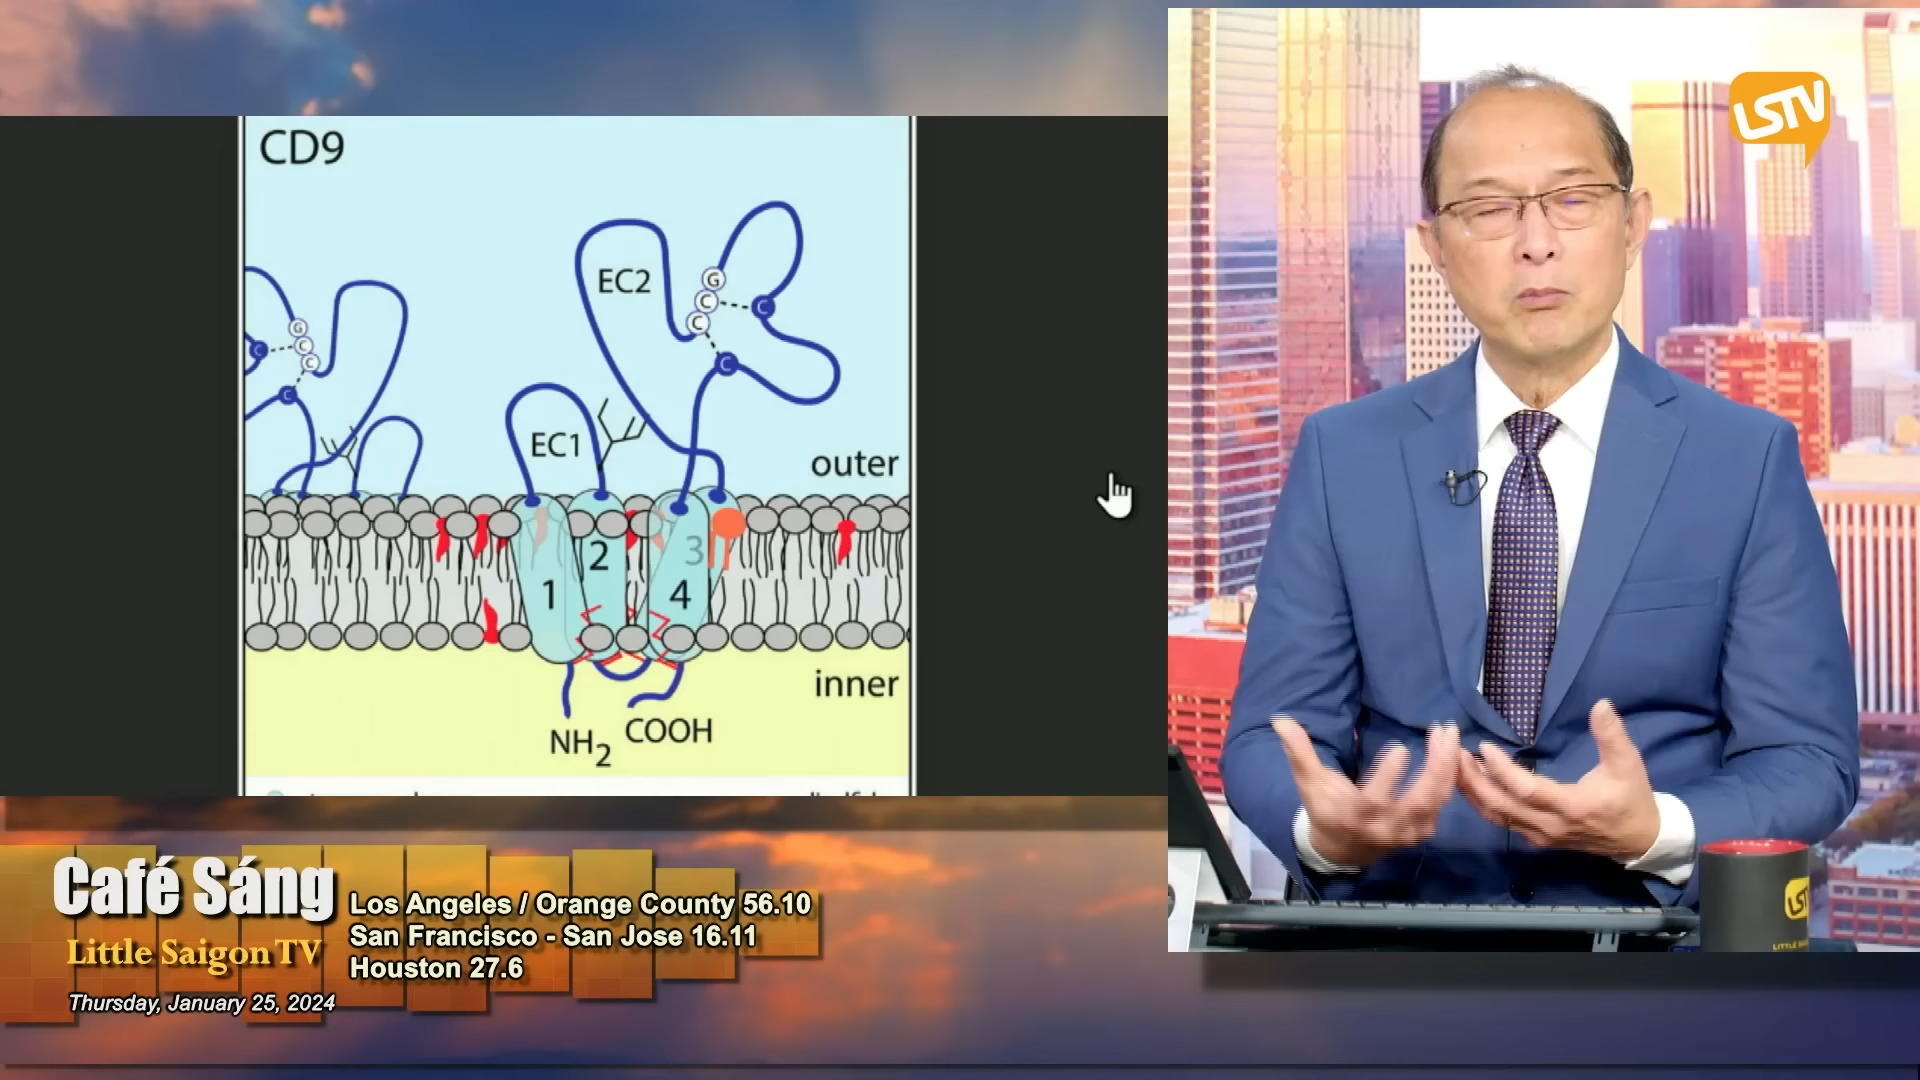 CD9
EC2
G
C
C
C
C
G
C
C
C
C
EC1
outer
2
3
1
4
inner
NH2
COOH
LSTV
Café Sáng
Little Saigon TV
Thursday, January 25, 2024
Los Angeles / Orange County 56.10
San Francisco - San Jose 16.11
Houston 27.6